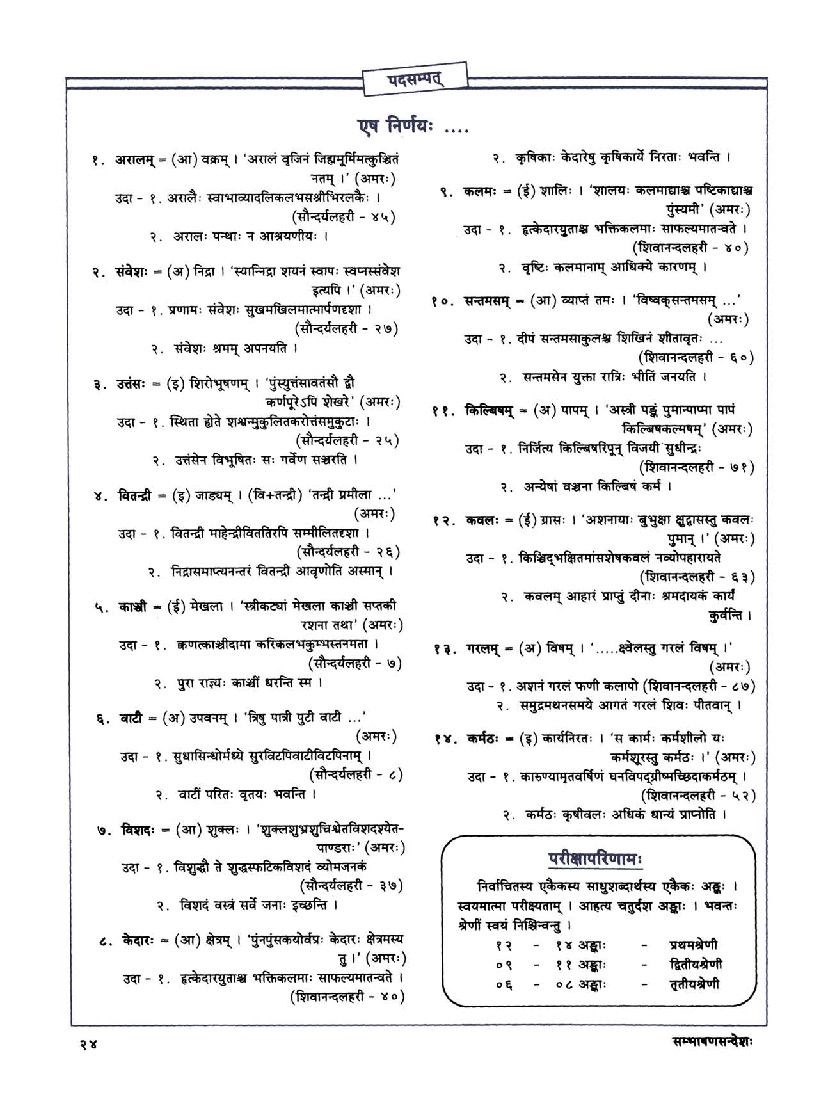 पदसम्पत्
एष निर्णयः ....
१. अरालम् = (आ) वक्रम् । 'अरालं वृजिनं जिह्ममूर्मिमत्कुञ्चितं
नतम् ।' (अमरः)
उदा - १. अरालैः स्वाभाव्यादलिकलभसश्रीभिरलकैः ।
(सौन्दर्यलहरी - ४५)
२. अरालः पन्थाः न आश्रयणीयः ।
२. संवेशः = (अ) निद्रा । 'स्यान्निद्रा शयनं स्वापः स्वप्नस्संवेश
इत्यपि ।' (अमरः)
उदा - १. प्रणामः संवेशः सुखमखिलमात्मार्पणदृशा ।
(सौन्दर्यलहरी - २७)
२. संवेशः श्रमम् अपनयति ।
३. उत्तंसः = (इ) शिरोभूषणम् । 'पुंस्युत्तंसावतंसौ द्वौ
कर्णपूरेऽपि शेखरे' (अमरः)
उदा - १. स्थिता ह्येते शश्वन्मुकुलितकरोत्तंसमुकुटाः ।
(सौन्दर्यलहरी - २५)
२. उत्तंसेन विभूषितः सः गर्वेण सञ्चरति ।
४. वितन्द्री = (इ) जाड्यम् । (वि+तन्द्री) 'तन्द्री प्रमीला ...'
(अमरः)
उदा - १. वितन्द्री माहेन्द्रीविततिरपि सम्मीलितदृशा ।
(सौन्दर्यलहरी - २६)
२. निद्रासमाप्त्यनन्तरं वितन्द्री आवृणोति अस्मान् ।
५. काञ्ची = (ई) मेखला । 'स्त्रीकट्यां मेखला काञ्ची सप्तकी
रशना तथा' (अमरः)
उदा - १. क्वणत्काञ्चीदामा करिकलभकुम्भस्तनमता ।
(सौन्दर्यलहरी - ७)
२. पुरा राज्ञ्यः काञ्चीं धरन्ति स्म ।
६. वाटी = (अ) उपवनम् । 'त्रिषु पात्री पुटी वाटी ...'
(अमरः)
उदा - १. सुधासिन्धोर्मध्ये सुरविटपिवाटीविटपिनाम् ।
(सौन्दर्यलहरी - ८)
२. वाटीं परितः वृतयः भवन्ति ।
७. विशदः = (आ) शुक्लः । 'शुक्लशुभ्रशुचिश्वेतविशदश्येत-
पाण्डराः' (अमरः)
उदा - १. विशुद्धौ ते शुद्धस्फटिकविशदं व्योमजनकं
(सौन्दर्यलहरी - ३७)
२. विशदं वस्त्रं सर्वे जनाः इच्छन्ति ।
८. केदारः = (आ) क्षेत्रम् । 'पुंनपुंसकयोर्वप्रः केदारः क्षेत्रमस्य
तु ।' (अमरः)
उदा - १. हृत्केदारयुताश्च भक्तिकलमाः साफल्यमातन्वते ।
(शिवानन्दलहरी - ४०)
२. कृषिकाः केदारेषु कृषिकार्ये निरताः भवन्ति ।
९. कलमः = (ई) शालिः । 'शालयः कलमाद्याश्च षष्टिकाद्याश्च
पुंस्यमी' (अमरः)
उदा - १. हृत्केदारयुताश्च भक्तिकलमाः साफल्यमातन्वते ।
(शिवानन्दलहरी - ४०)
२. वृष्टिः कलमानाम् आधिक्ये कारणम् ।
१०. सन्तमसम् = (आ) व्याप्तं तमः । 'विष्वक्सन्तमसम् ...'
(अमरः)
उदा - १. दीपं सन्तमसाकुलश्च शिखिनं शीतावृतः ...
(शिवानन्दलहरी - ६०)
२. सन्तमसेन युक्ता रात्रिः भीतिं जनयति ।
११. किल्बिषम् = (अ) पापम् । 'अस्त्री पङ्कं पुमान्पाप्मा पापं
किल्बिषकल्मषम्' (अमरः)
उदा - १. निर्जित्य किल्बिषरिपून् विजयी सुधीन्द्रः
(शिवानन्दलहरी - ७१)
२. अन्येषां वञ्चना किल्बिषं कर्म ।
१२. कवलः = (ई) ग्रासः । 'अशनायाः बुभुक्षा क्षुद्ग्रासस्तु कवलः
पुमान् ।' (अमरः)
उदा - १. किञ्चिद्भक्षितमांसशेषकवलं नव्योपहारायते
(शिवानन्दलहरी - ६३)
२. कवलम् आहारं प्राप्तुं दीनाः श्रमदायकं कार्यं
कुर्वन्ति ।
१३. गरलम् = (अ) विषम् । '.....क्ष्वेलस्तु गरलं विषम् ।'
(अमरः)
उदा - १. अशनं गरलं फणी कलापो (शिवानन्दलहरी - ८७)
२. समुद्रमथनसमये आगतं गरलं शिवः पीतवान् ।
१४. कर्मठः = (इ) कार्यनिरतः । 'स कार्मः कर्मशीलो यः
कर्मशूरस्तु कर्मठः ।' (अमरः)
उदा - १. कारुण्यामृतवर्षिणं घनविपद्ग्रीष्मच्छिदाकर्मठम् ।
(शिवानन्दलहरी - ५२)
२. कर्मठः कृषीवलः अधिकं धान्यं प्राप्नोति ।
परीक्षापरिणामः
निर्वाचितस्य एकैकस्य साधुशब्दार्थस्य एकैकः अङ्कः ।
स्वयमात्मा परीक्ष्यताम् । आहत्य चतुर्दश अङ्काः । भवन्तः
श्रेणीं स्वयं निश्चिन्वन्तु ।
१२ - १४ अङ्काः - प्रथमश्रेणी
०९ - ११ अङ्काः - द्वितीयश्रेणी
०६ - ०८ अङ्काः - तृतीयश्रेणी
२४
सम्भाषणसन्देशः